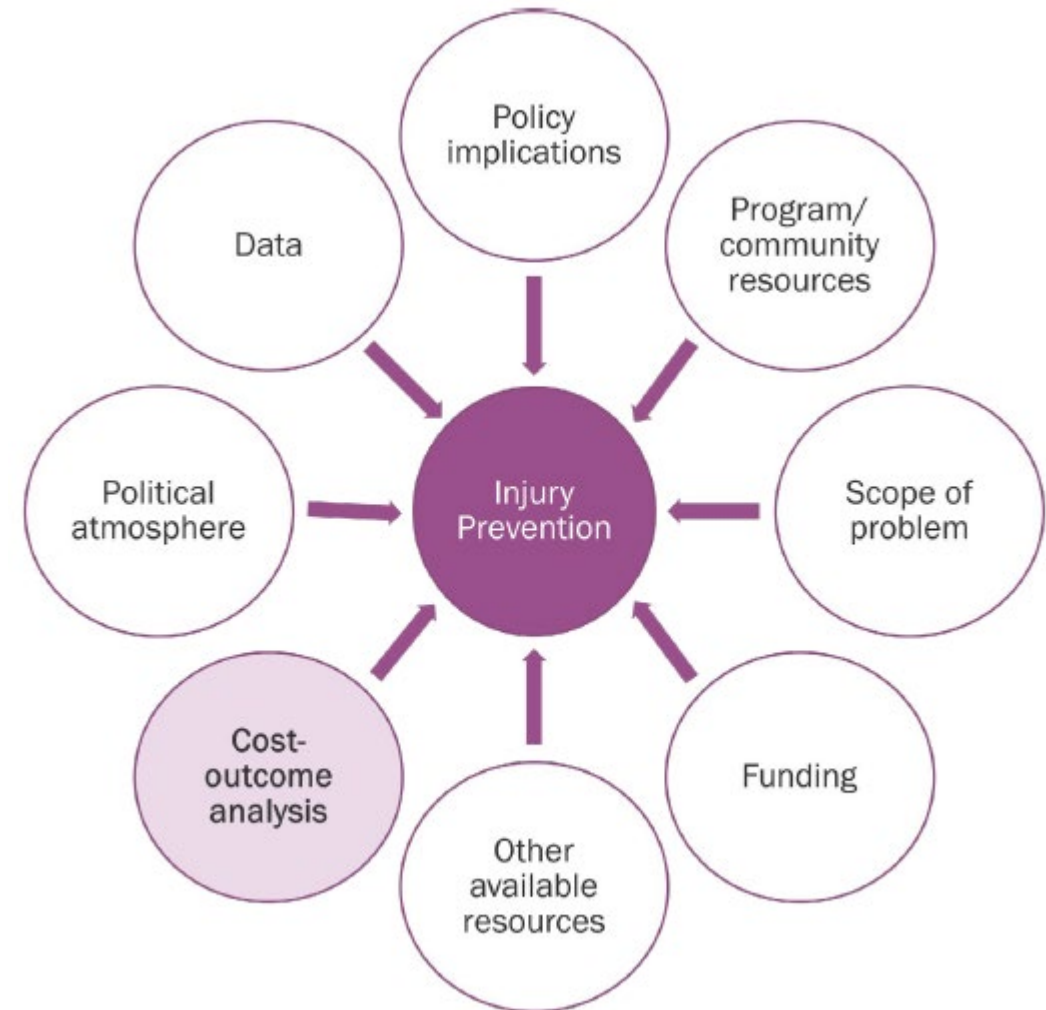 Policy
implications
Program/
community
resources
Data
Scope of
problem
Injury
Prevention
Political
atmosphere
Funding
Other
available
resources
Cost-
outcome
analysis